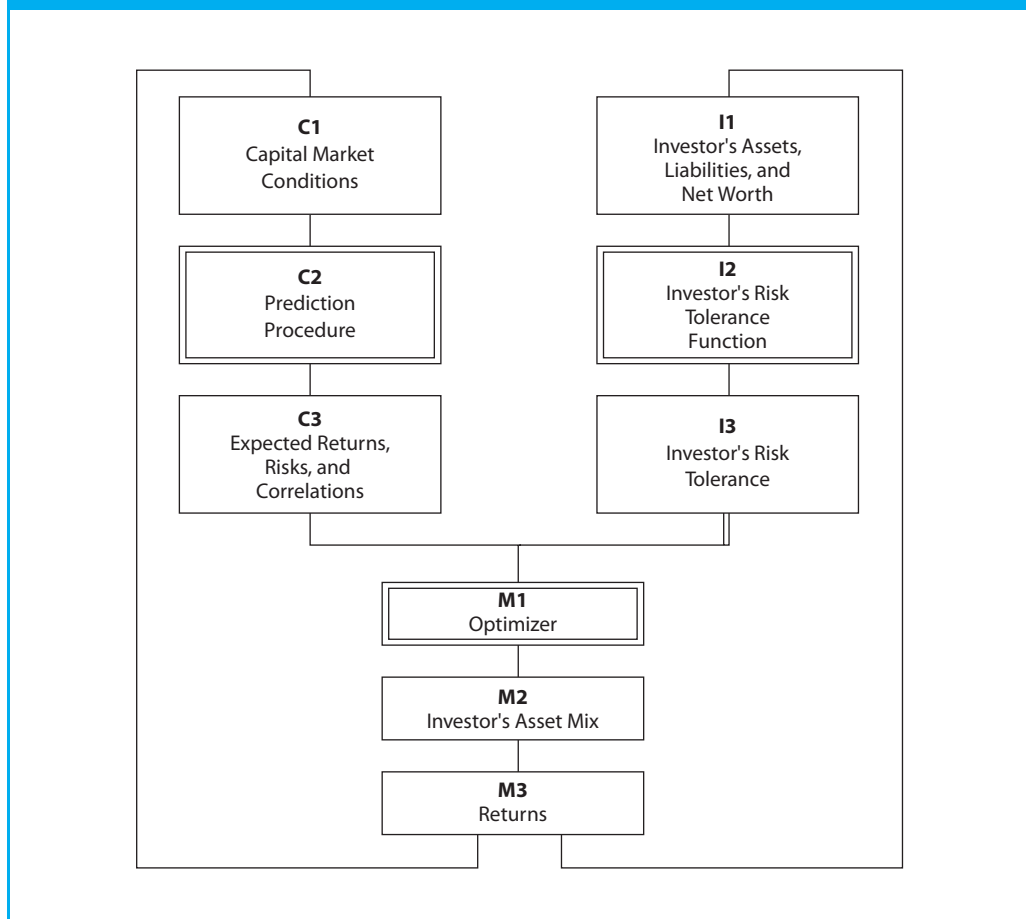 C1
Capital Market
Conditions
I1
Investor's Assets,
Liabilities, and
Net Worth
C2
Prediction
Procedure
I2
Investor's Risk
Tolerance
Function
C3
Expected Returns,
Risks, and
Correlations
I3
Investor's Risk
Tolerance
M1
Optimizer
M2
Investor's Asset Mix
M3
Returns